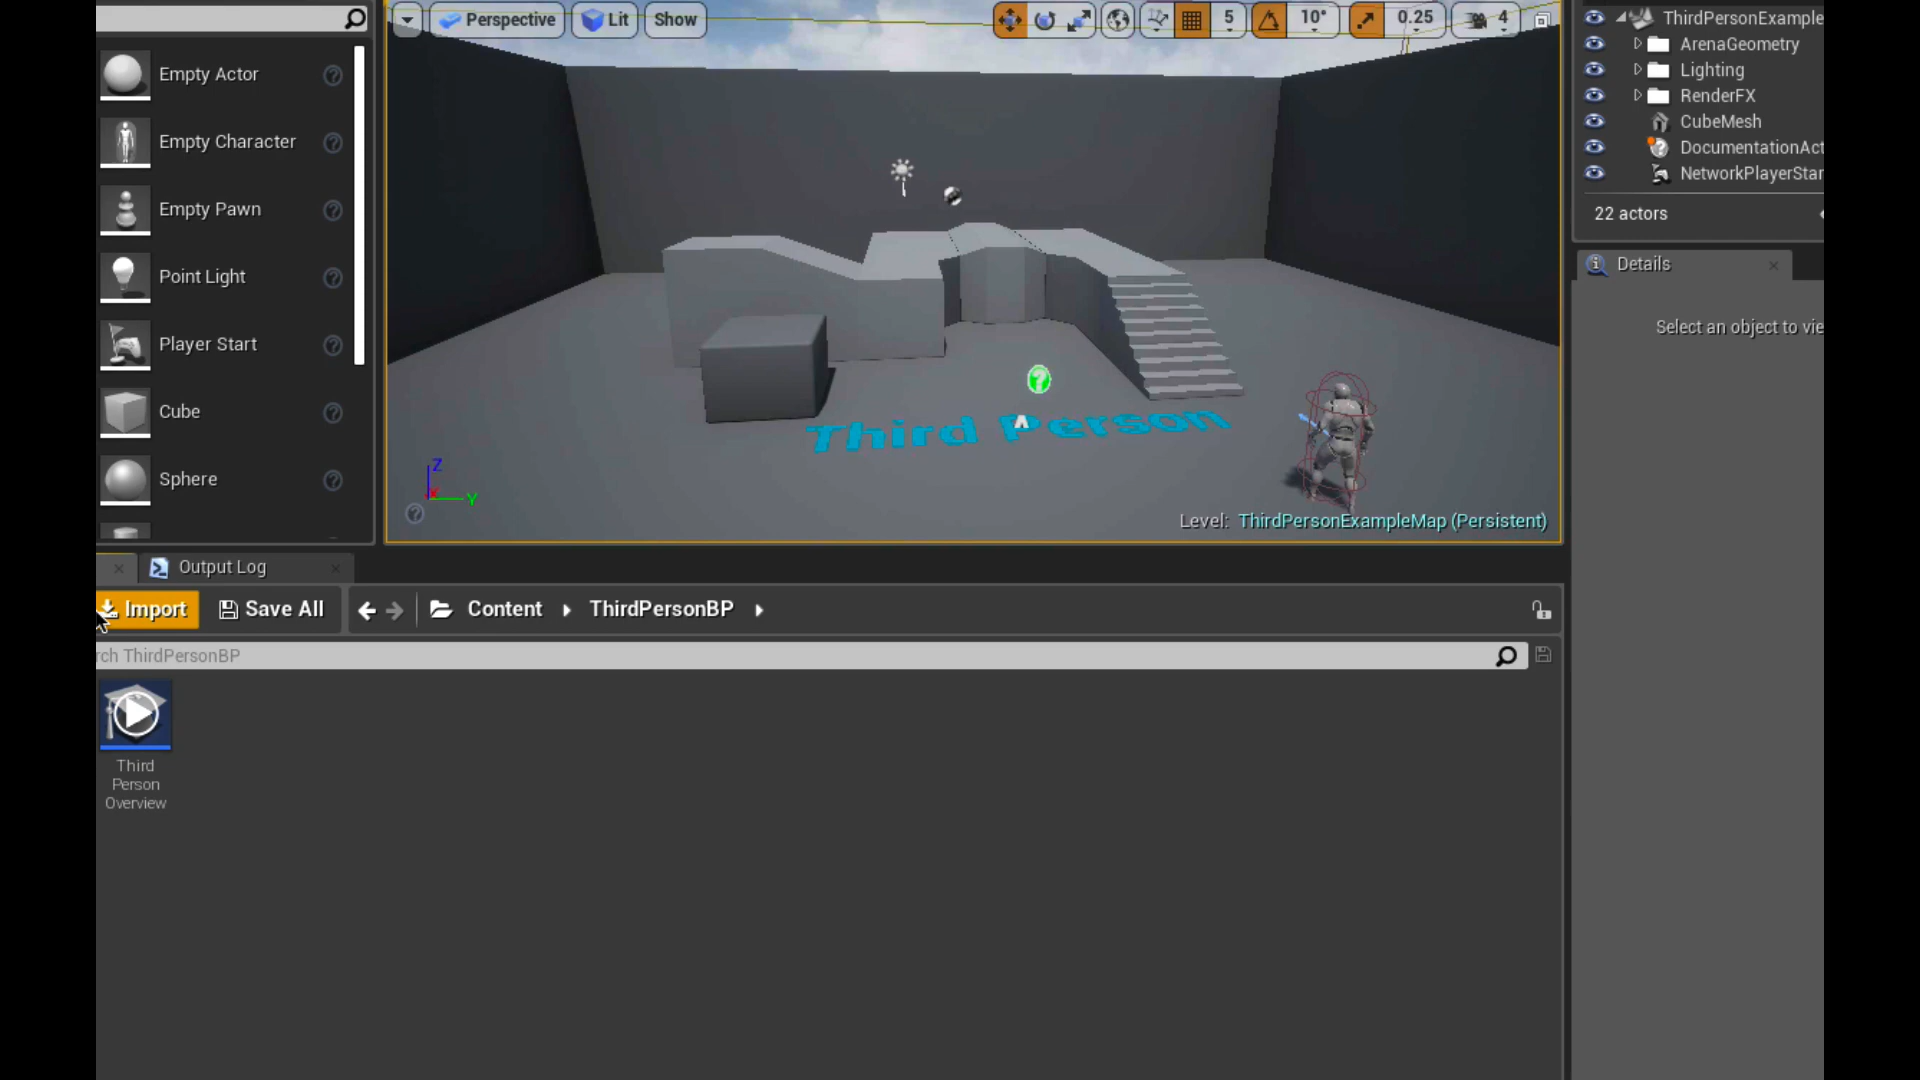 Perspective
Lit
Show
5
10°
0.25
4
ThirdPersonExample
ArenaGeometry
Lighting
RenderFX
CubeMesh
DocumentationAct
NetworkPlayerStar
22 actors
Details
Select an object to vie
Empty Actor
Empty Character
Empty Pawn
Point Light
Player Start
Cube
Sphere
Third Person
Z
X
Y
Level: ThirdPersonExampleMap (Persistent)
Output Log
Import
Save All
Content
ThirdPersonBP
rch ThirdPersonBP
Third
Person
Overview